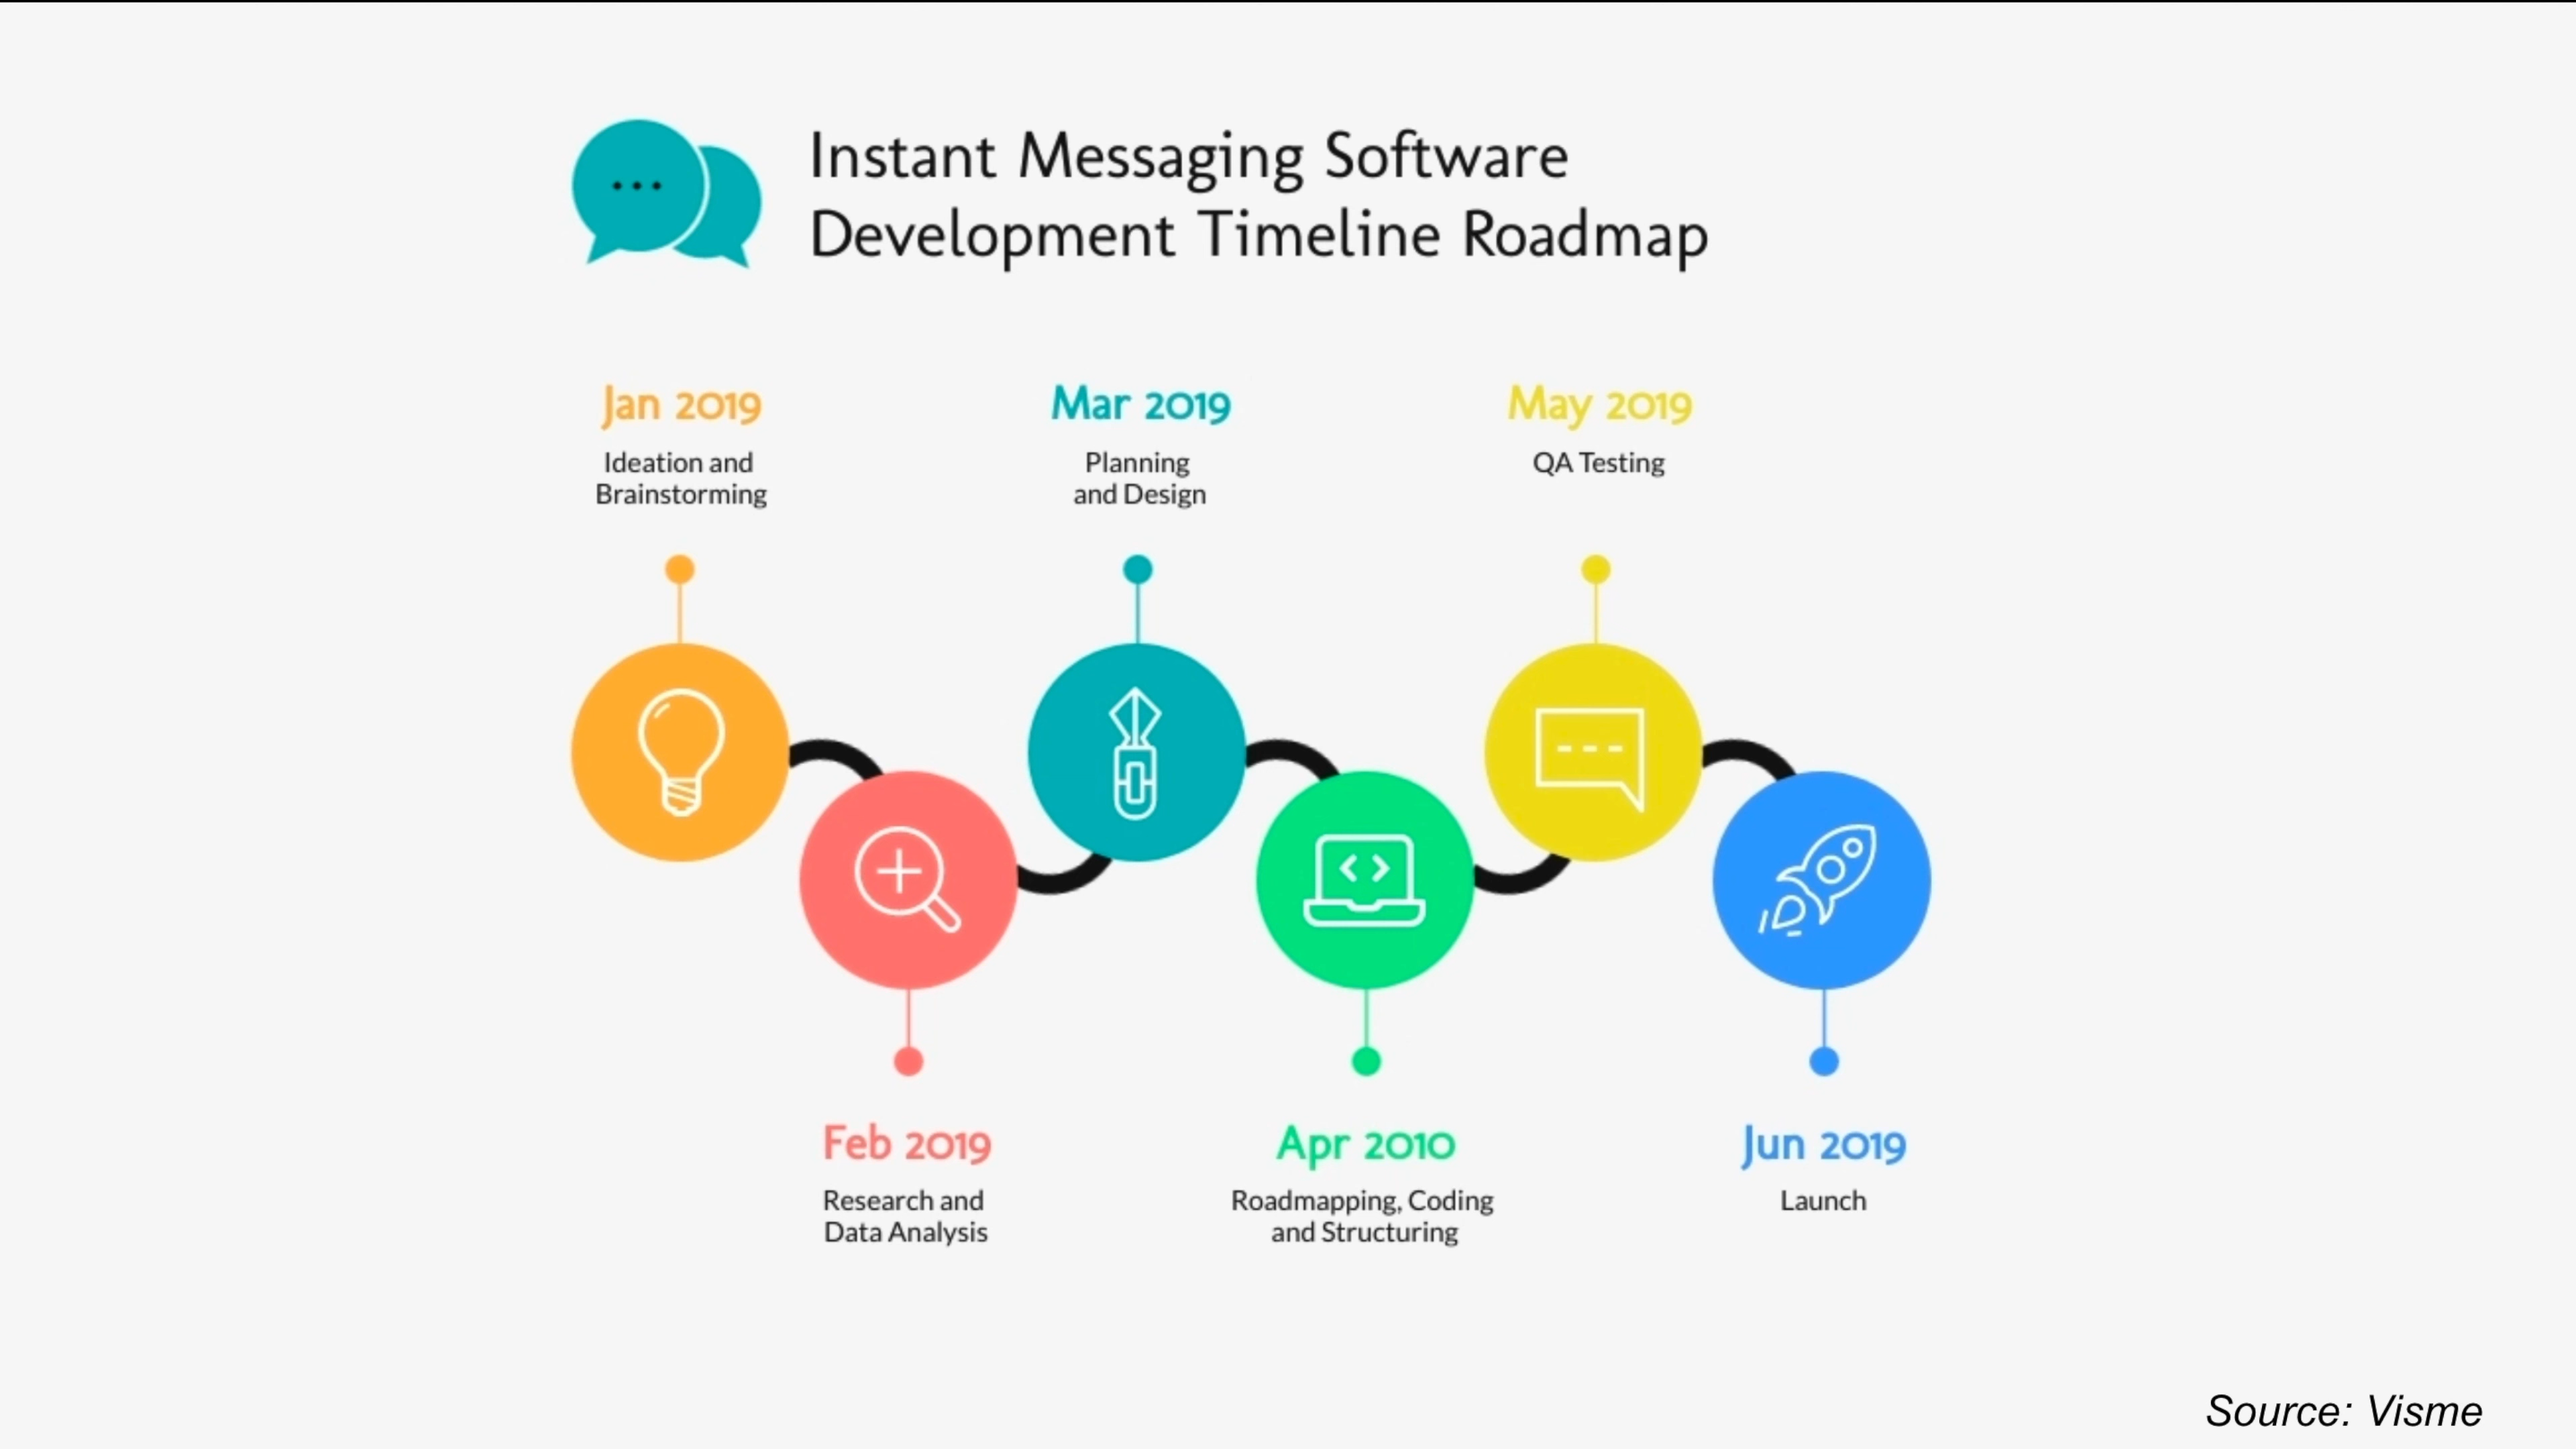 Instant Messaging Software
Development Timeline Roadmap
Jan 2019
Ideation and
Brainstorming
Mar 2019
Planning
and Design
May 2019
QA Testing
Feb 2019
Research and
Data Analysis
Apr 2010
Roadmapping, Coding
and Structuring
Jun 2019
Launch
Source: Visme